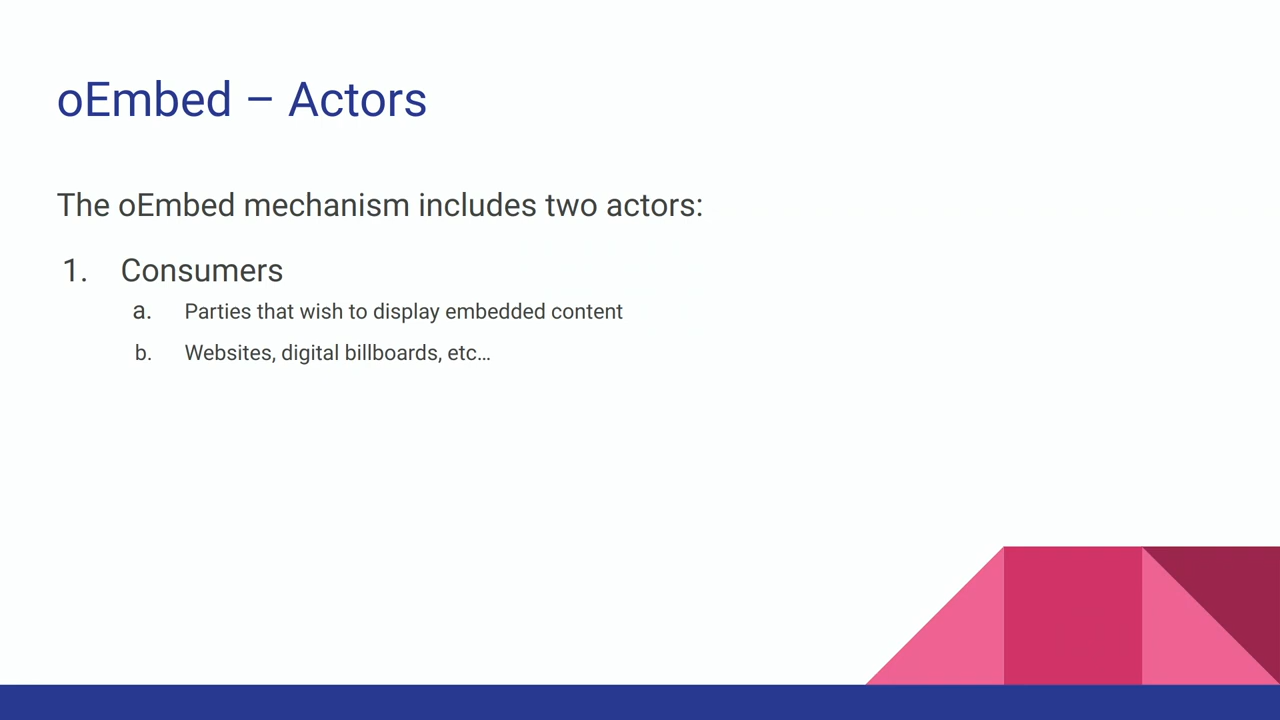 oEmbed – Actors
The oEmbed mechanism includes two actors:
1. Consumers
a. Parties that wish to display embedded content
b. Websites, digital billboards, etc…